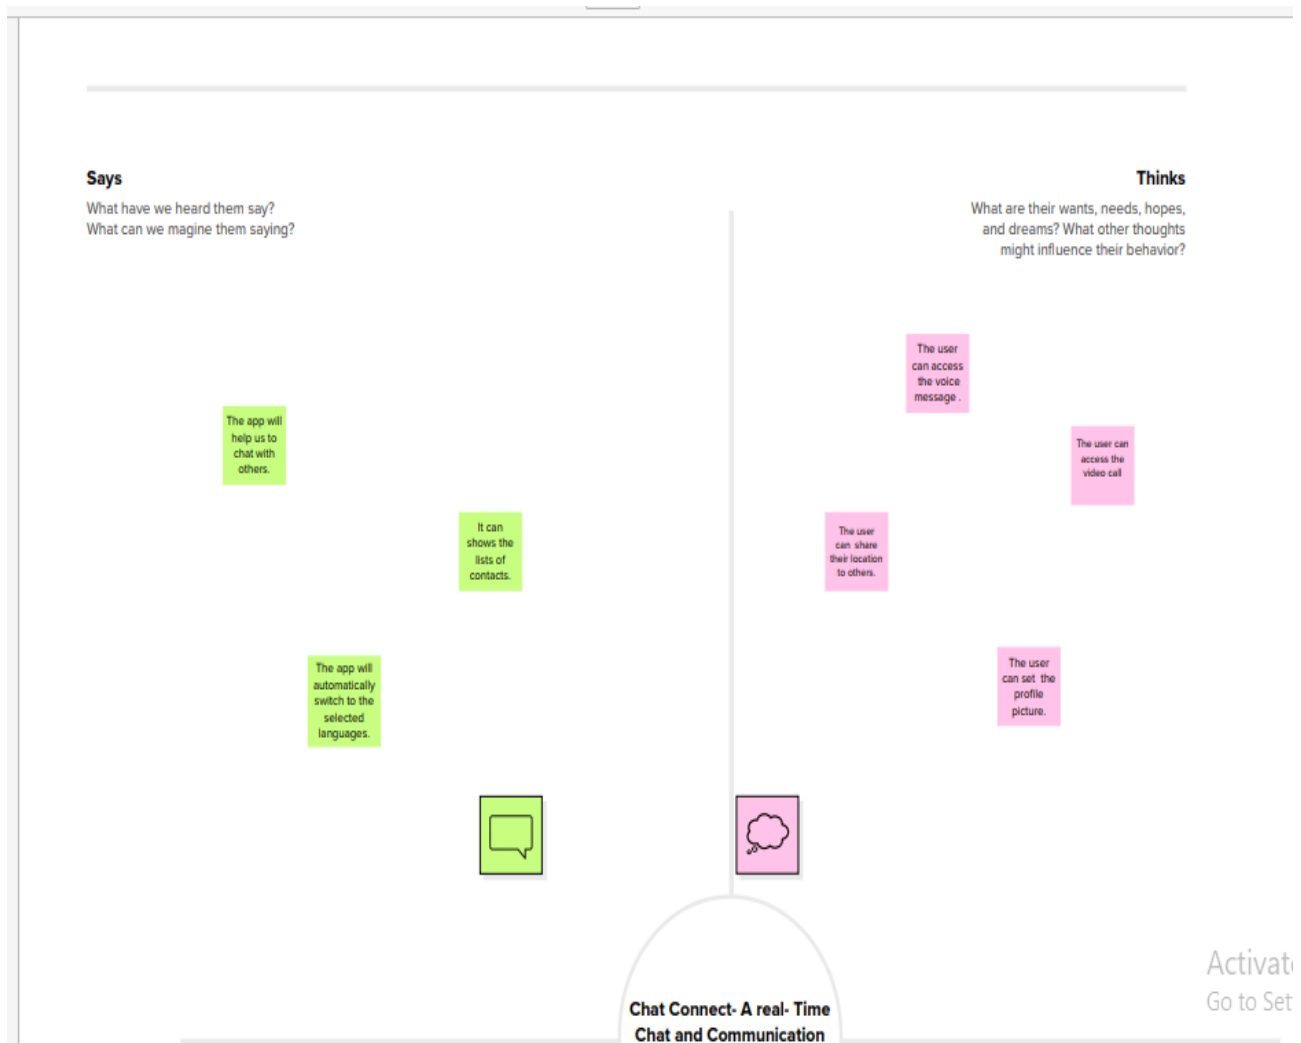 Says
What have we heard them say?
What can we magine them saying?
Thinks
What are their wants, needs, hopes,
and dreams? What other thoughts
might influence their behavior?
The app will
help us to
chat with
others.
It can
shows the
lists of
contacts.
The app will
automatically
switch to the
selected
languages.
The user
can access
the voice
message .
The user can
access the
video call
The user
can share
their location
to others.
The user
can set the
profile
picture.
Chat Connect- A real- Time
Chat and Communication
Activate
Go to Set